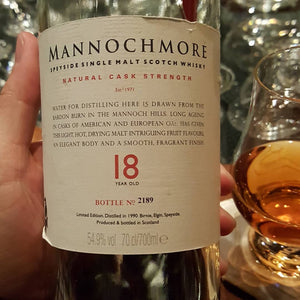 MANNOCHMORE
SPEYSIDE SINGLE MALT SCOTCH WHISKY
NATURAL CASK STRENGTH
Estd 1971
WATER FOR DISTILLING HERE IS DRAWN FROM THE
BARDON BURN IN THE MANNOCH HILLS. LONG AGEING
IN CASKS OF AMERICAN AND EUROPEAN OAK HAS GIVEN
THIS LIGHT, HOT, DRYING MALT INTRIGUING FRUIT FLAVOURS,
AN ELEGANT BODY AND A SMOOTH, FRAGRANT FINISH.
18
YEAR OLD
BOTTLE No 2189
Limited Edition. Distilled in 1990 Birnie, Elgin, Speyside.
Produced & bottled in Scotland
54.9% vol 70 cl/700ml e